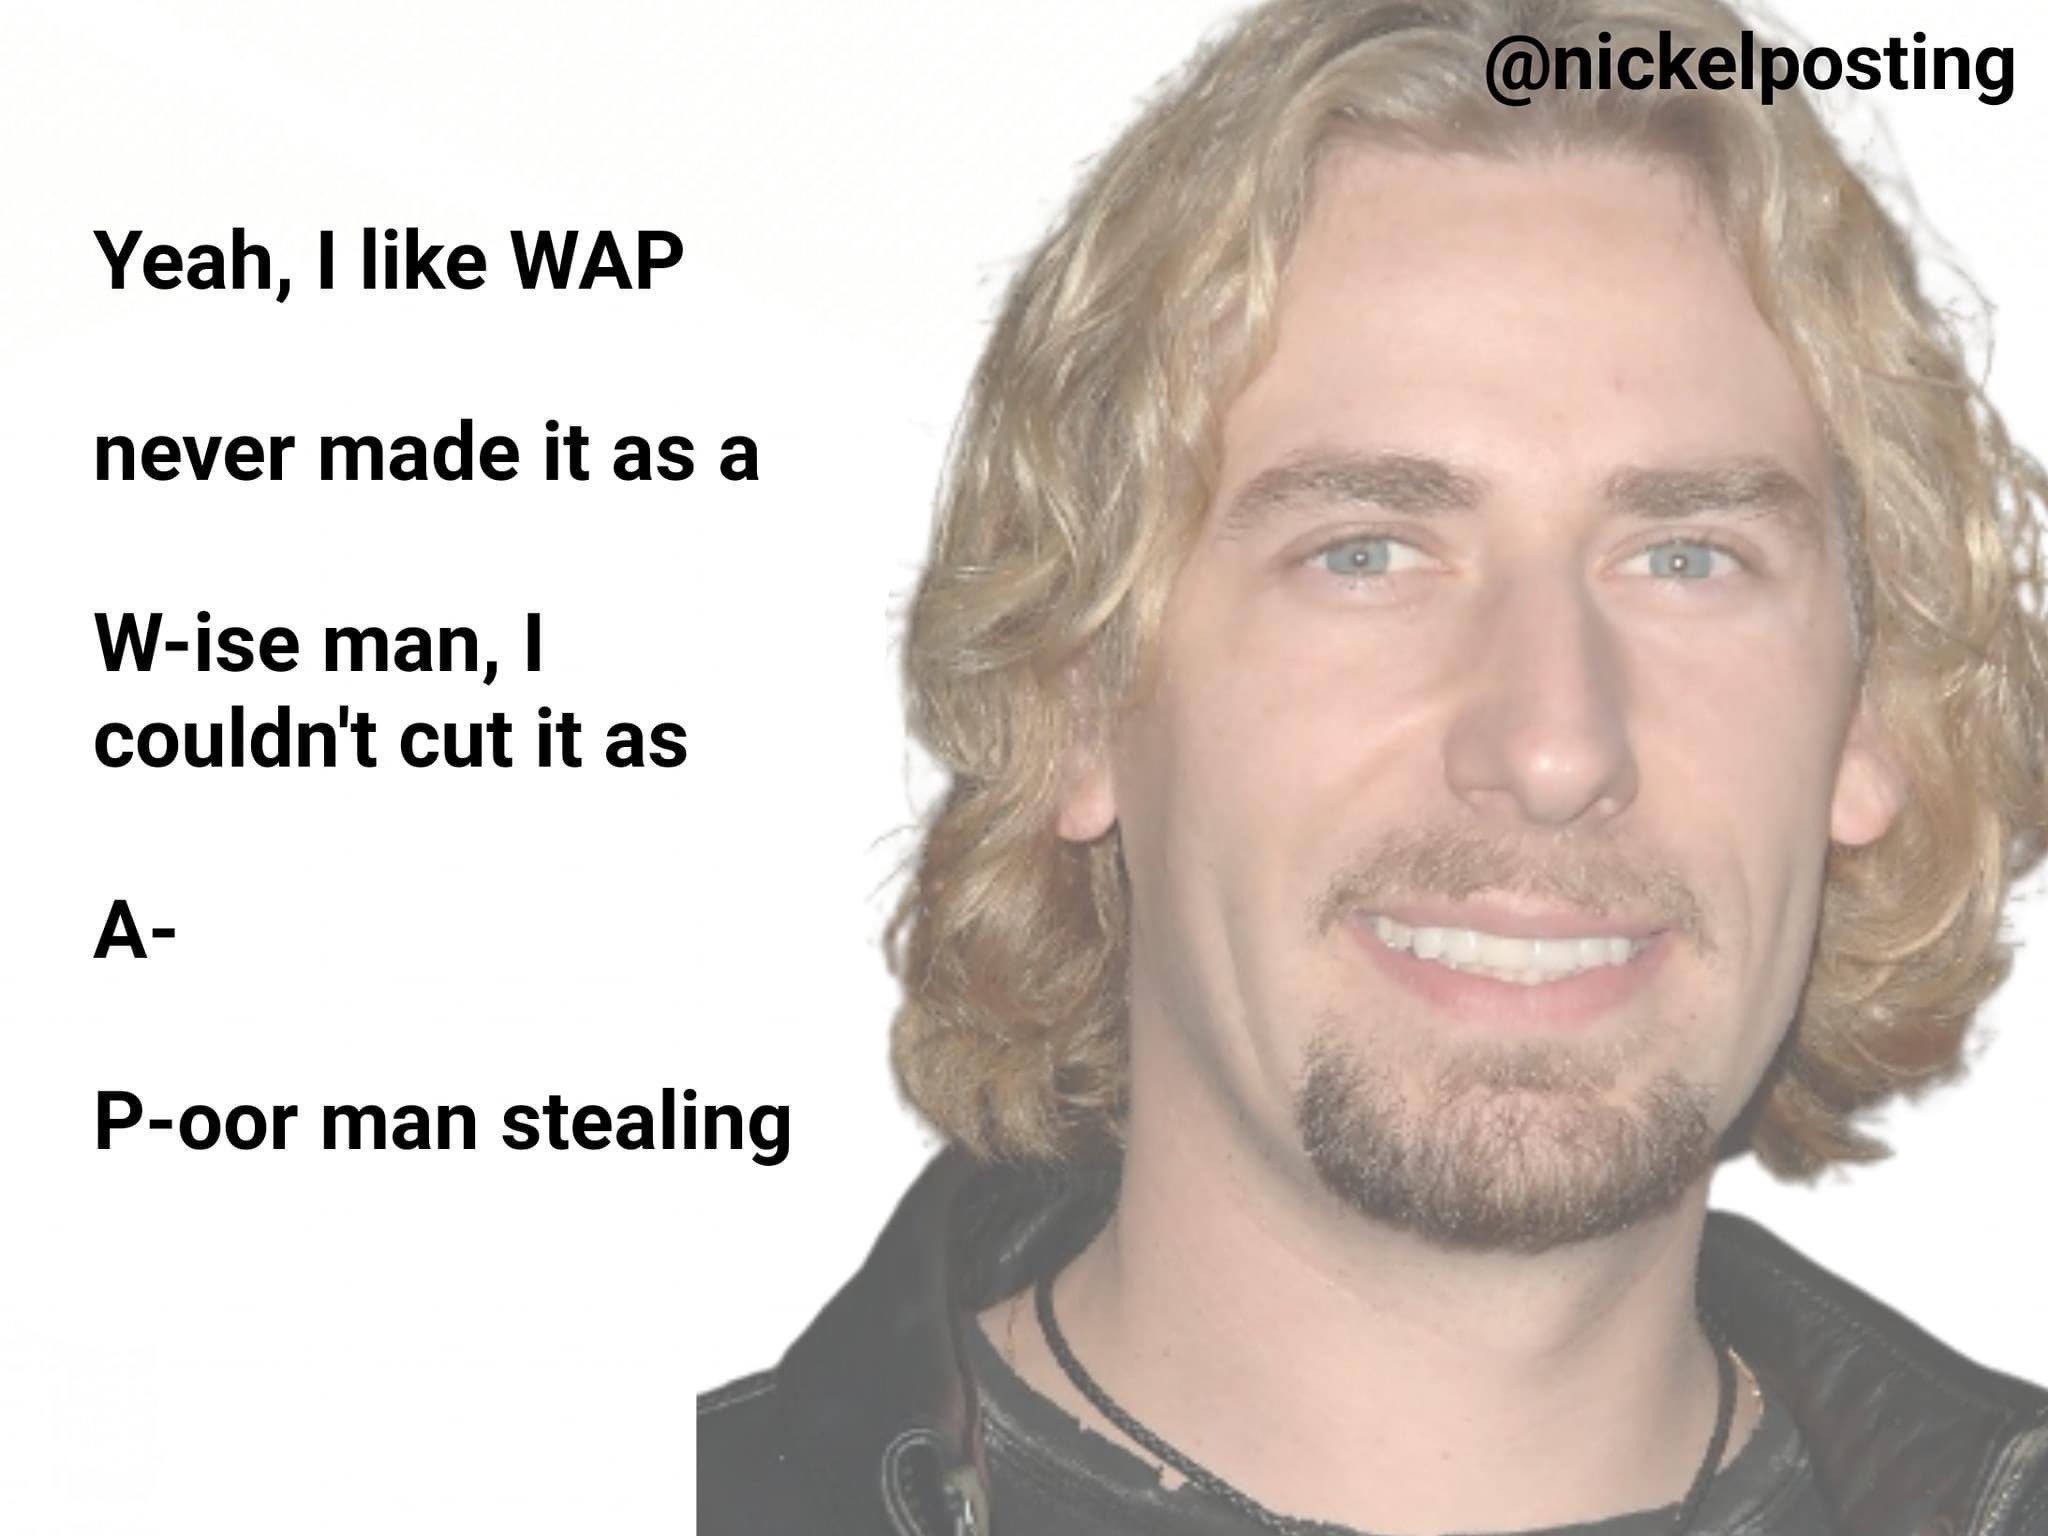 @nickelposting
Yeah, I like WAP
never made it as a
W-ise man, I
couldn't cut it as
A-
P-oor man stealing